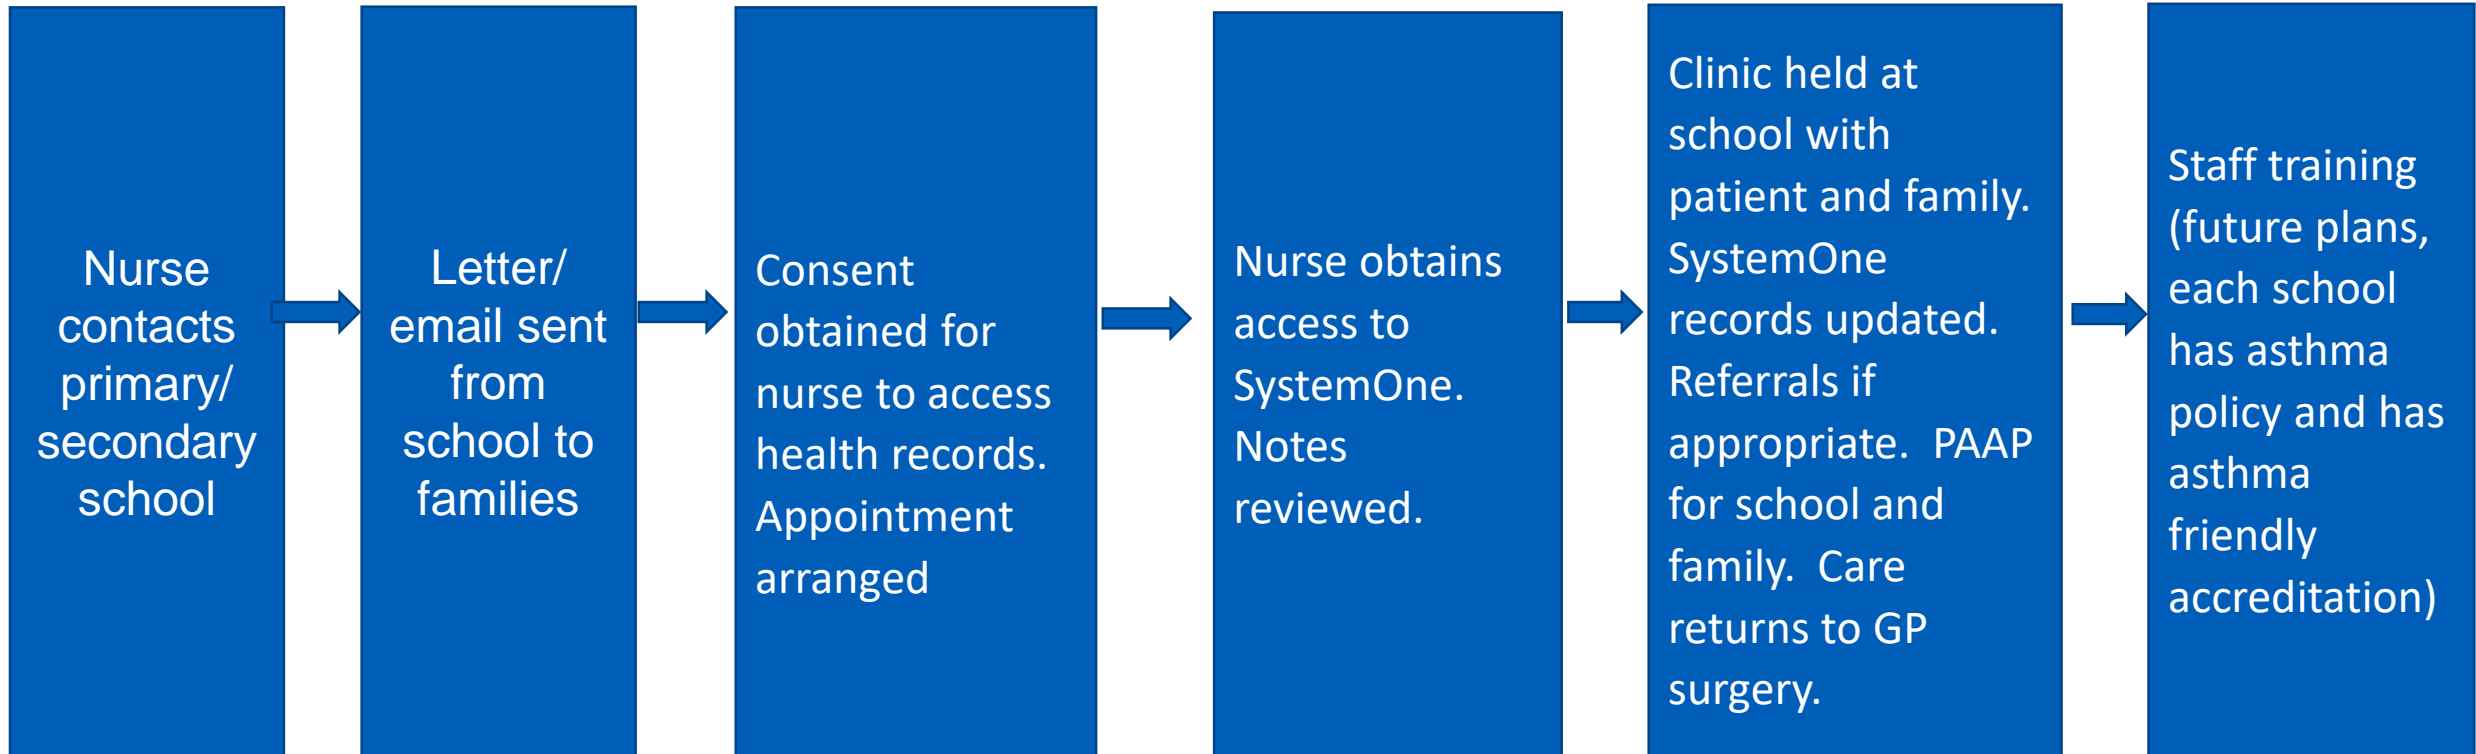 Nurse
contacts
primary/
secondary
school
Letter/
email sent
from
school to
families
Consent
obtained for
nurse to access
health records.
Appointment
arranged
Nurse obtains
access to
SystemOne.
Notes
reviewed.
Clinic held at
school with
patient and family.
SystemOne
records updated.
Referrals if
appropriate.  PAAP
for school and
family.  Care
returns to GP
surgery.
Staff training
(future plans,
each school
has asthma
policy and has
asthma
friendly
accreditation)